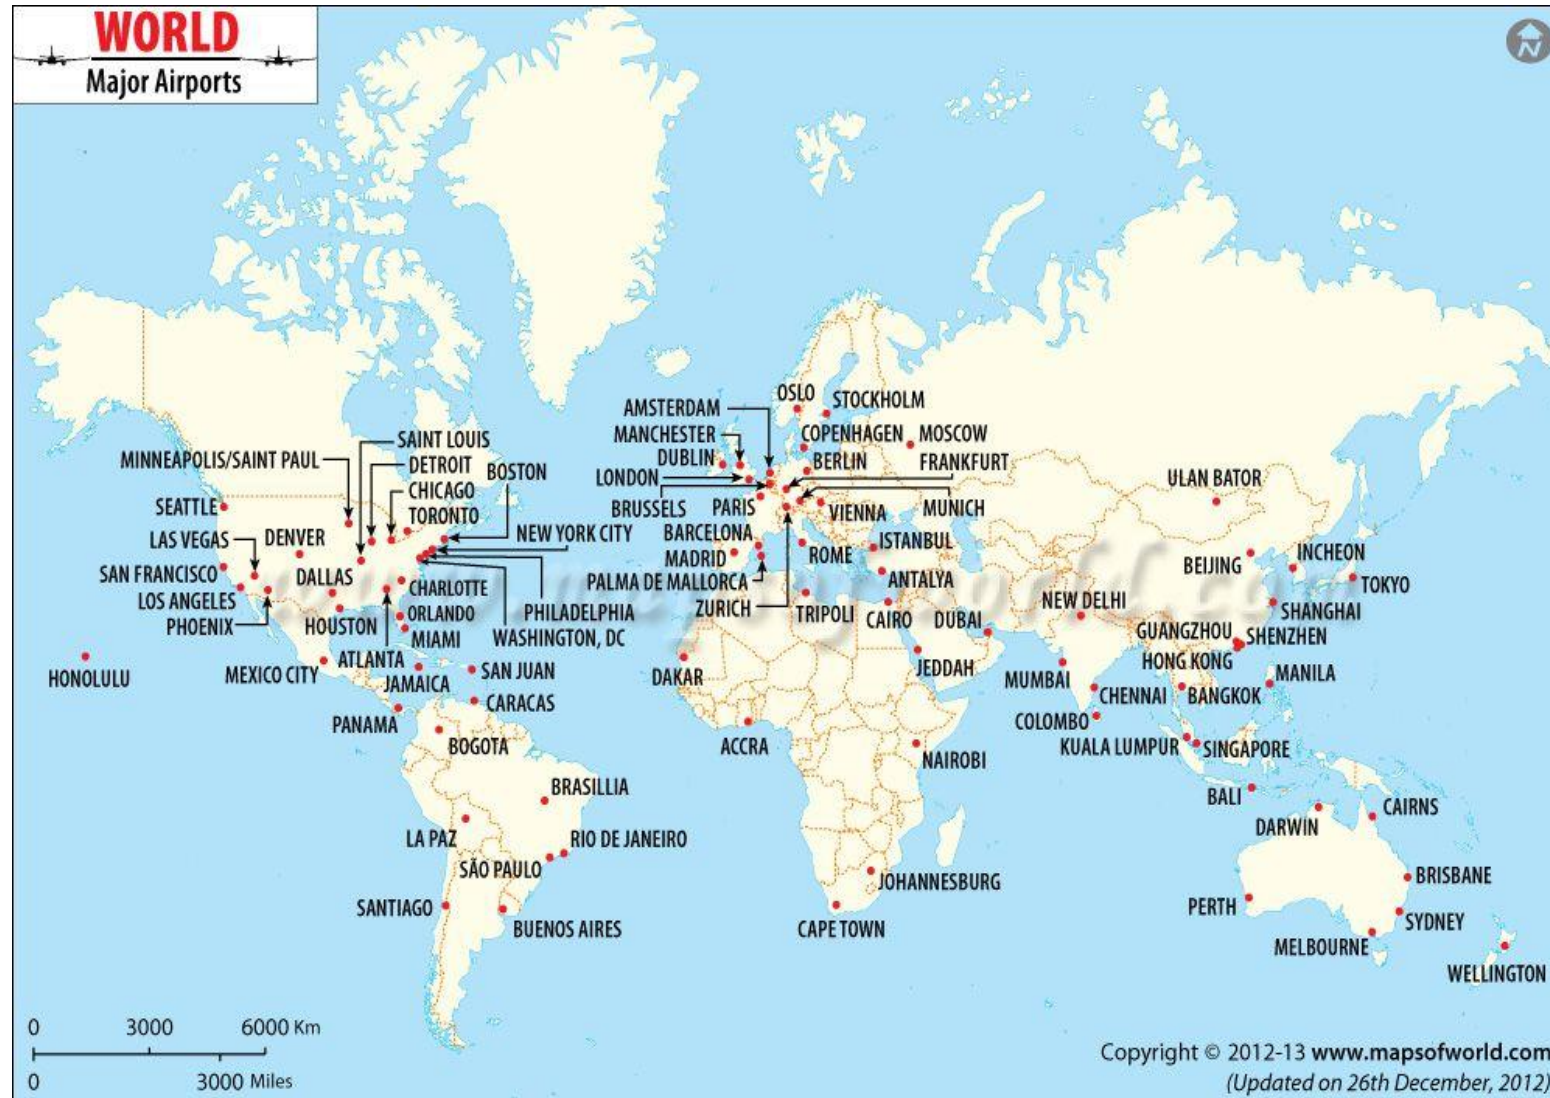 WORLD
Major Airports
N
OSLO
STOCKHOLM
AMSTERDAM
MANCHESTER
COPENHAGEN
MOSCOW
DUBLIN
BERLIN
FRANKFURT
LONDON
BRUSSELS
PARIS
VIENNA
MUNICH
BARCELONA
ISTANBUL
MADRID
ROME
PALMA DE MALLORCA
ANTALYA
ZURICH
TRIPOLI
CAIRO
DUBAI
JEDDAH
SAINT LOUIS
MINNEAPOLIS/SAINT PAUL
DETROIT
BOSTON
CHICAGO
SEATTLE
TORONTO
LAS VEGAS
DENVER
NEW YORK CITY
SAN FRANCISCO
DALLAS
CHARLOTTE
LOS ANGELES
ORLANDO
PHILADELPHIA
PHOENIX
HOUSTON
MIAMI
WASHINGTON, DC
ATLANTA
SAN JUAN
HONOLULU
MEXICO CITY
JAMAICA
CARACAS
PANAMA
BOGOTA
BRASILLIA
LA PAZ
RIO DE JANEIRO
SÃO PAULO
SANTIAGO
BUENOS AIRES
DAKAR
ACCRA
NAIROBI
JOHANNESBURG
CAPE TOWN
ULAN BATOR
BEIJING
INCHEON
TOKYO
NEW DELHI
SHANGHAI
GUANGZHOU
SHENZHEN
HONG KONG
MUMBAI
MANILA
CHENNAI
BANGKOK
COLOMBO
KUALA LUMPUR
SINGAPORE
BALI
CAIRNS
DARWIN
BRISBANE
PERTH
SYDNEY
MELBOURNE
WELLINGTON
www.mapsofworld.com
0 3000 6000 Km
0 3000 Miles
Copyright © 2012-13 www.mapsofworld.com
(Updated on 26th December, 2012)